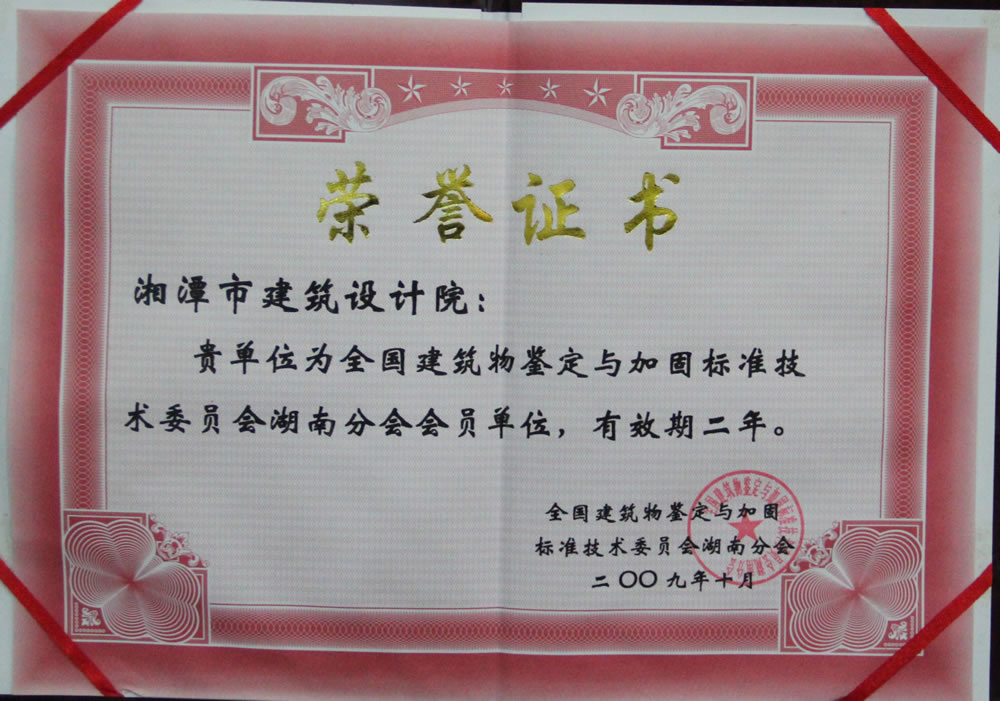 荣誉证书
湘潭市建筑设计院：
贵单位为全国建筑物鉴定与加固标准技
术委员会湖南分会会员单位，有效期二年。
全国建筑物鉴定与加固
标准技术委员会湖南分会
二〇〇九年十月